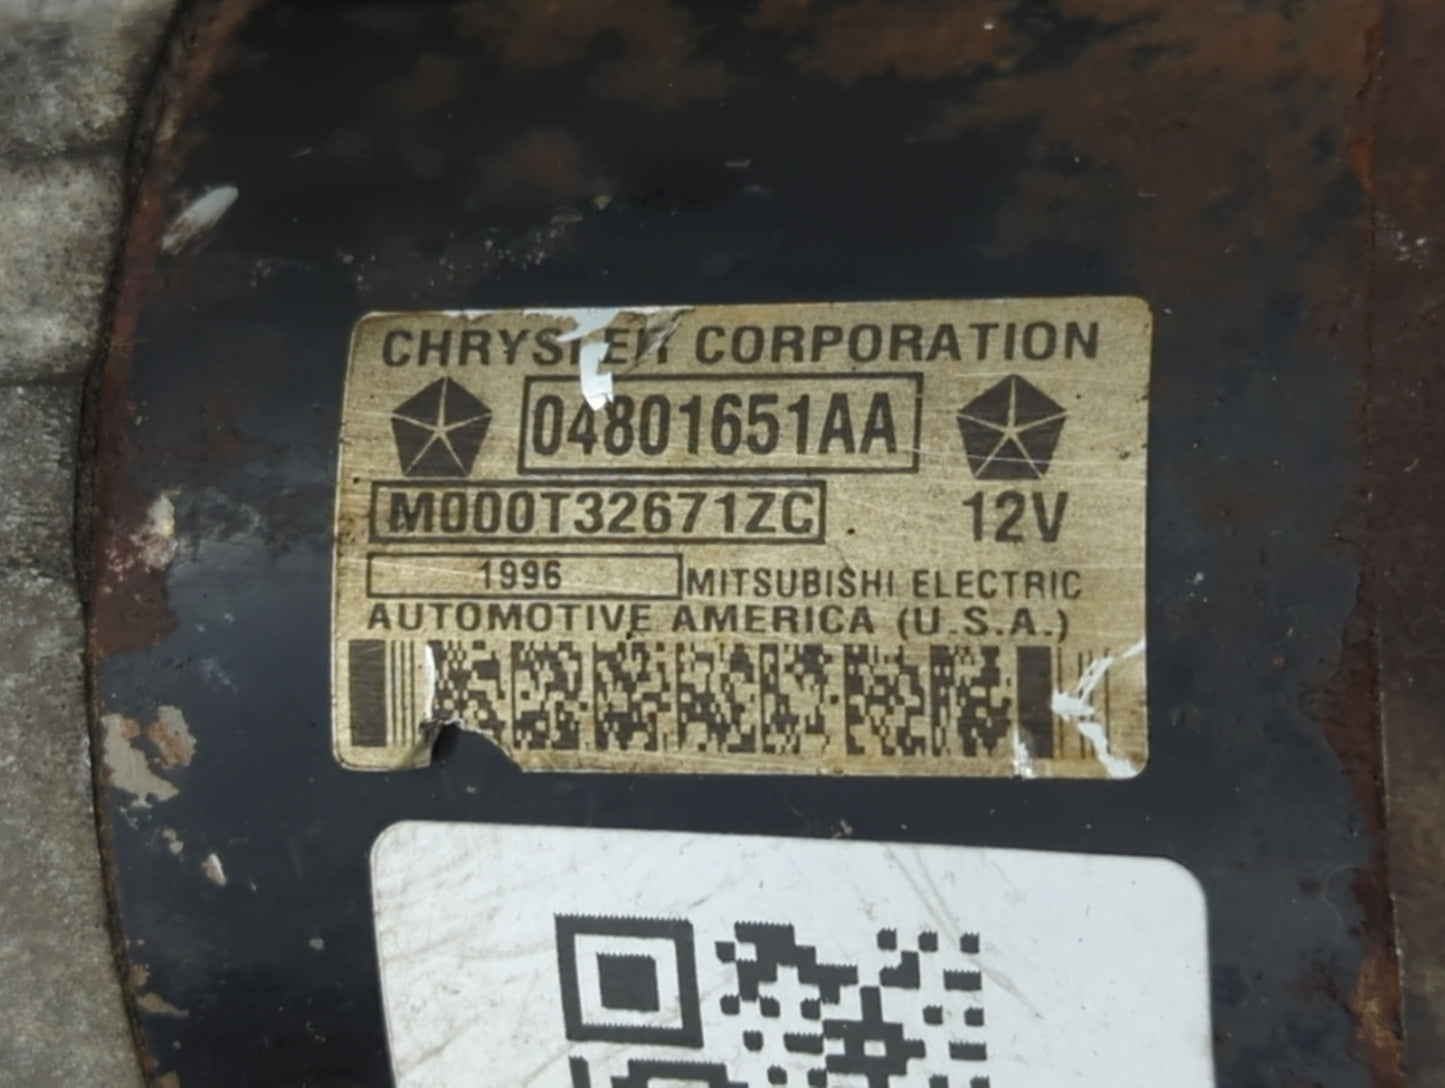 CHRYSLER CORPORATION
04801651AA
M000T32671ZC 12V
1996 MITSUBISHI ELECTRIC
AUTOMOTIVE AMERICA (U.S.A.)